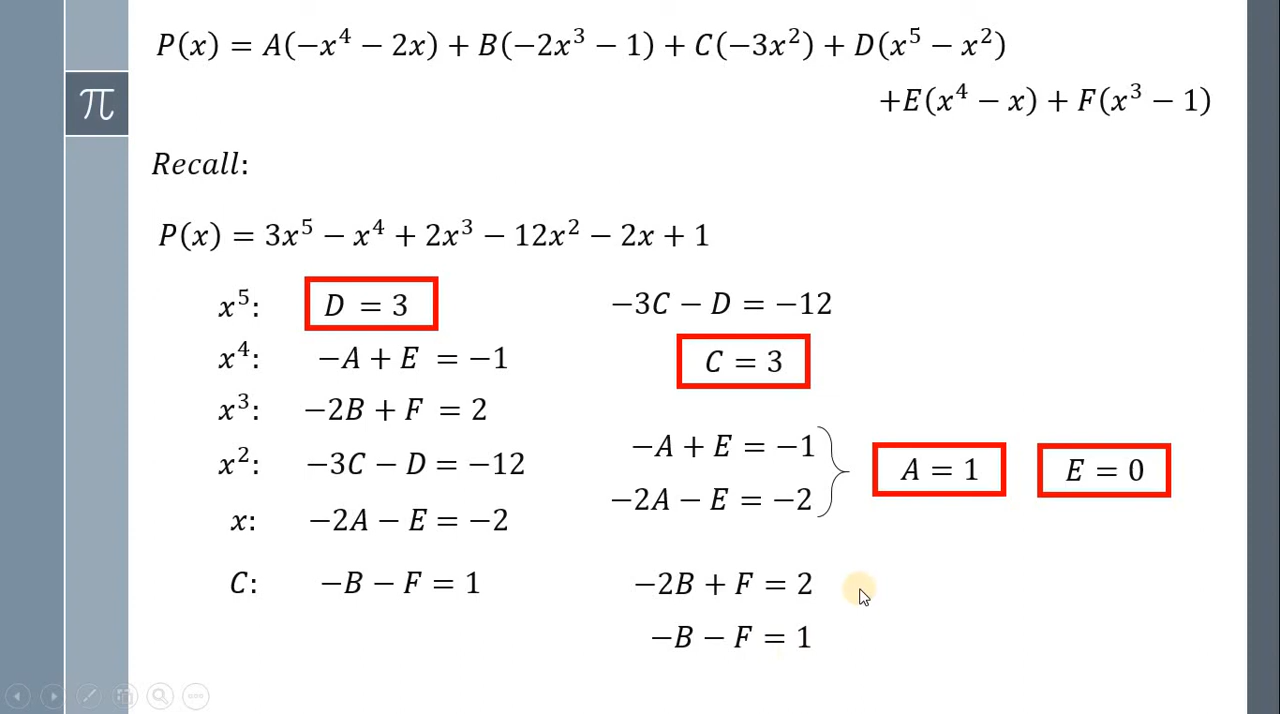 π
P(x) = A(−x⁴ − 2x) + B(−2x³ − 1) + C(−3x²) + D(x⁵ − x²)
+E(x⁴ − x) + F(x³ − 1)
Recall:
P(x) = 3x⁵ − x⁴ + 2x³ − 12x² − 2x + 1
x⁵: D = 3
x⁴: −A + E = −1
x³: −2B + F = 2
x²: −3C − D = −12
x: −2A − E = −2
C: −B − F = 1
−3C − D = −12
C = 3
−A + E = −1
−2A − E = −2
A = 1
E = 0
−2B + F = 2
−B − F = 1